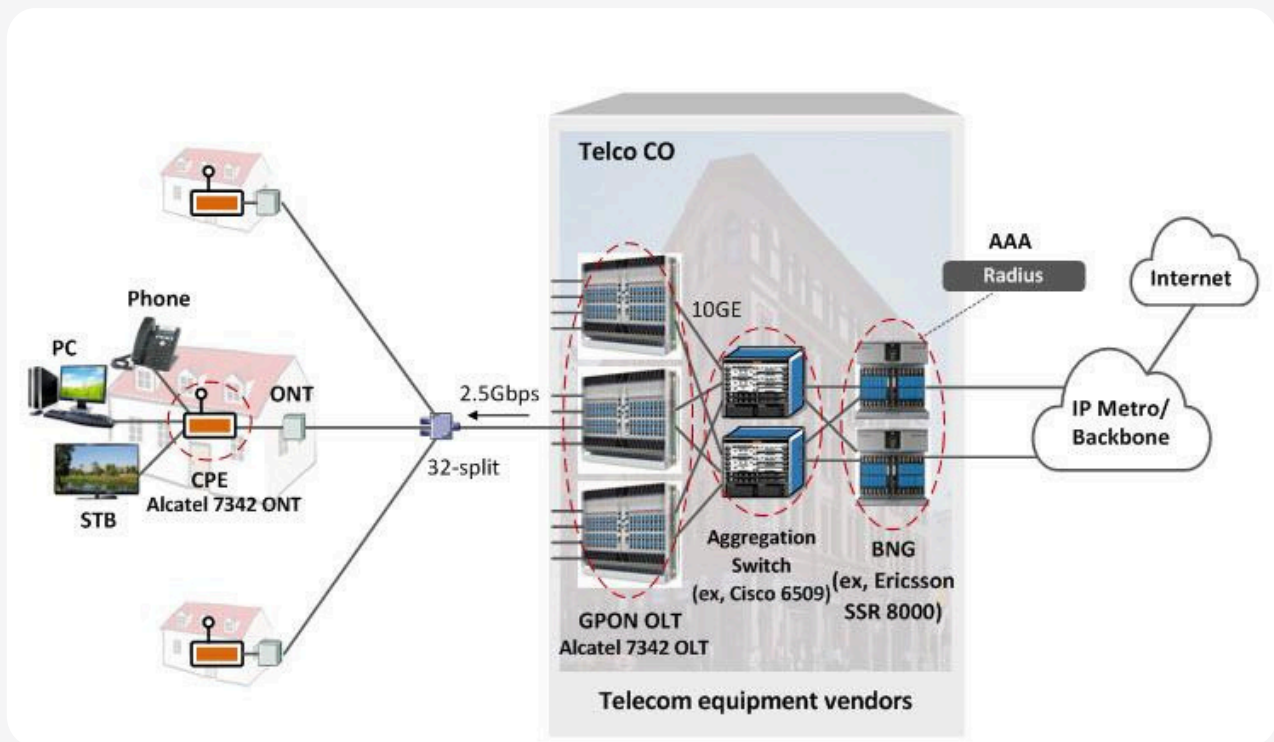 Telco CO
AAA
Radius
Internet
Phone
10GE
PC
ONT
2.5Gbps
IP Metro/
Backbone
32-split
CPE
Alcatel 7342 ONT
STB
Aggregation
Switch
(ex, Cisco 6509)
BNG
(ex, Ericsson
SSR 8000)
GPON OLT
Alcatel 7342 OLT
Telecom equipment vendors